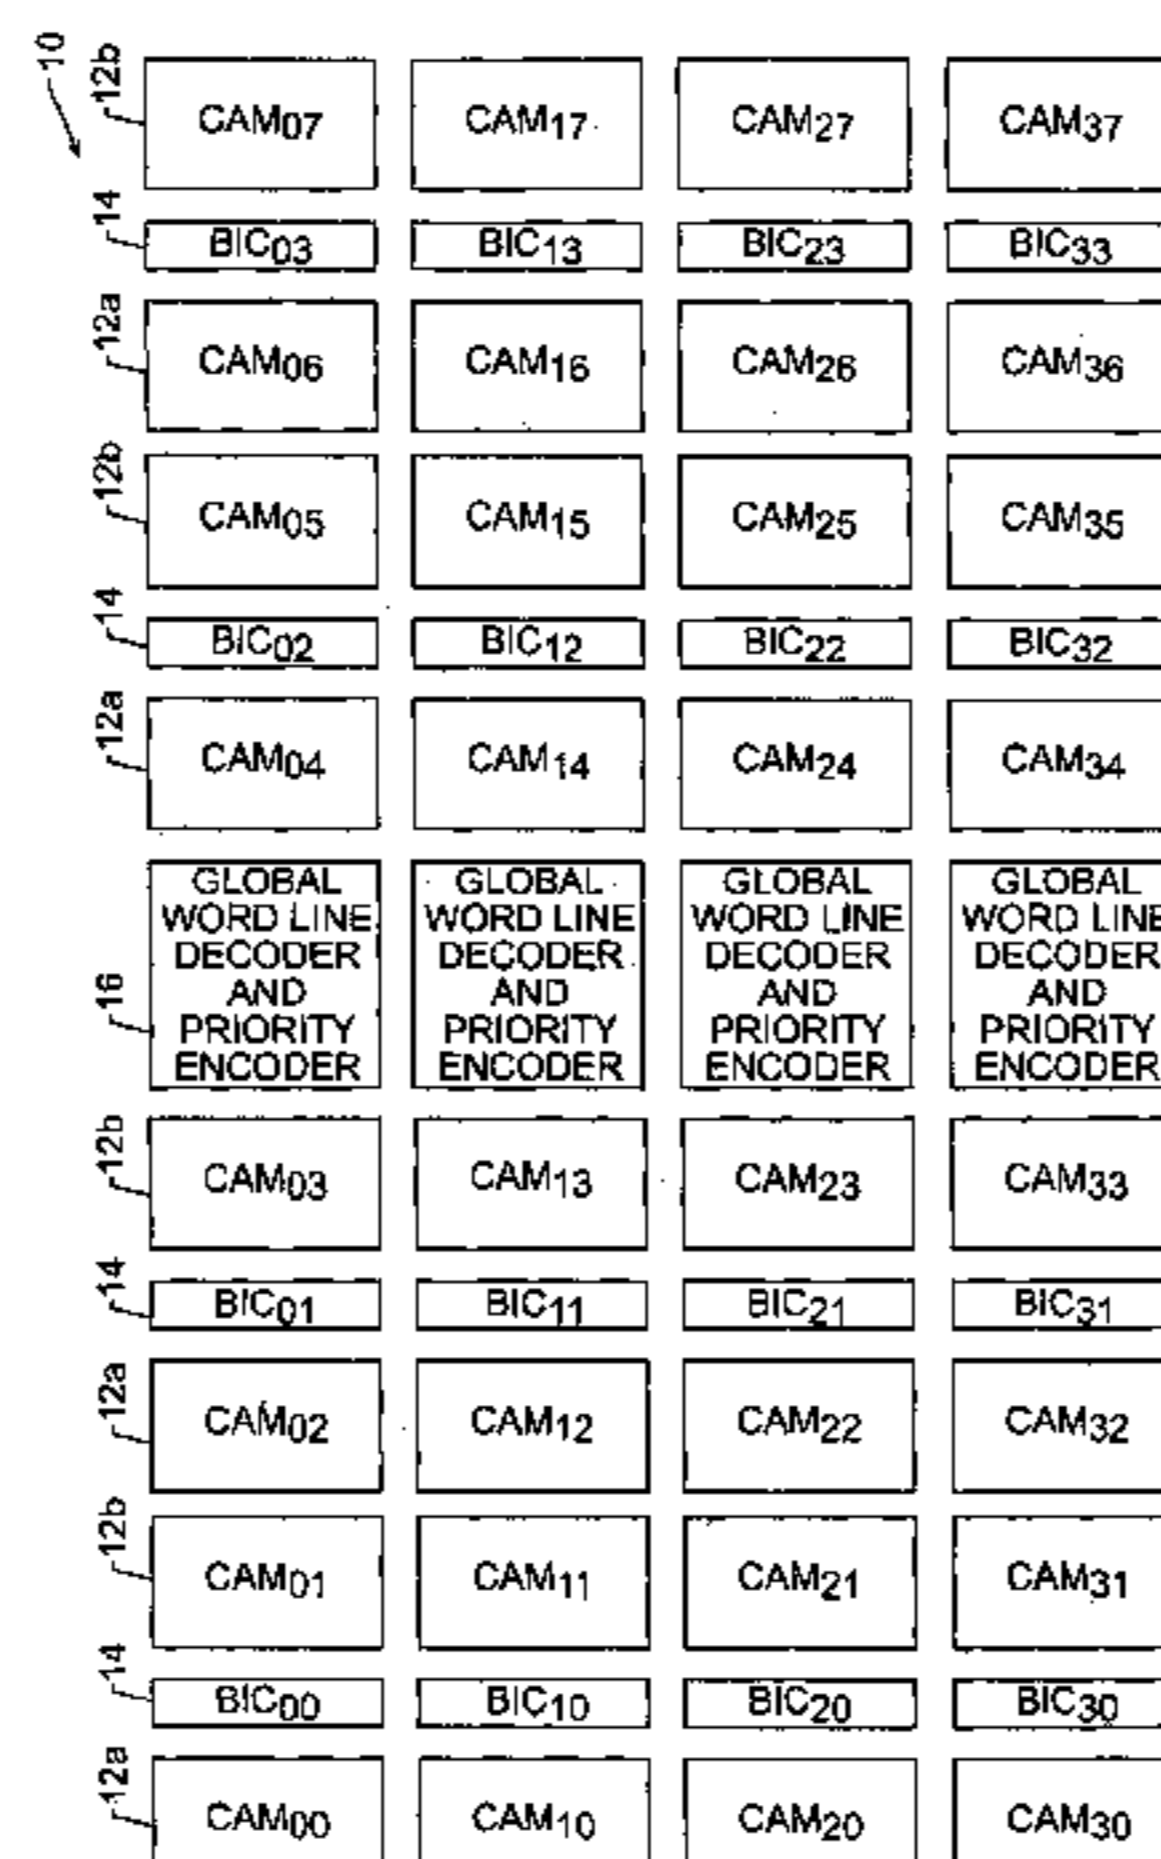 10
12b CAM07 CAM17 CAM27 CAM37
14 BIC03 BIC13 BIC23 BIC33
12a CAM06 CAM16 CAM26 CAM36
12b CAM05 CAM15 CAM25 CAM35
14 BIC02 BIC12 BIC22 BIC32
12a CAM04 CAM14 CAM24 CAM34
GLOBAL GLOBAL GLOBAL GLOBAL
WORD LINE WORD LINE WORD LINE WORD LINE
DECODER DECODER DECODER DECODER
16 AND AND AND AND
PRIORITY PRIORITY PRIORITY PRIORITY
ENCODER ENCODER ENCODER ENCODER
12b CAM03 CAM13 CAM23 CAM33
14 BIC01 BIC11 BIC21 BIC31
12a CAM02 CAM12 CAM22 CAM32
12b CAM01 CAM11 CAM21 CAM31
14 BIC00 BIC10 BIC20 BIC30
12a CAM00 CAM10 CAM20 CAM30